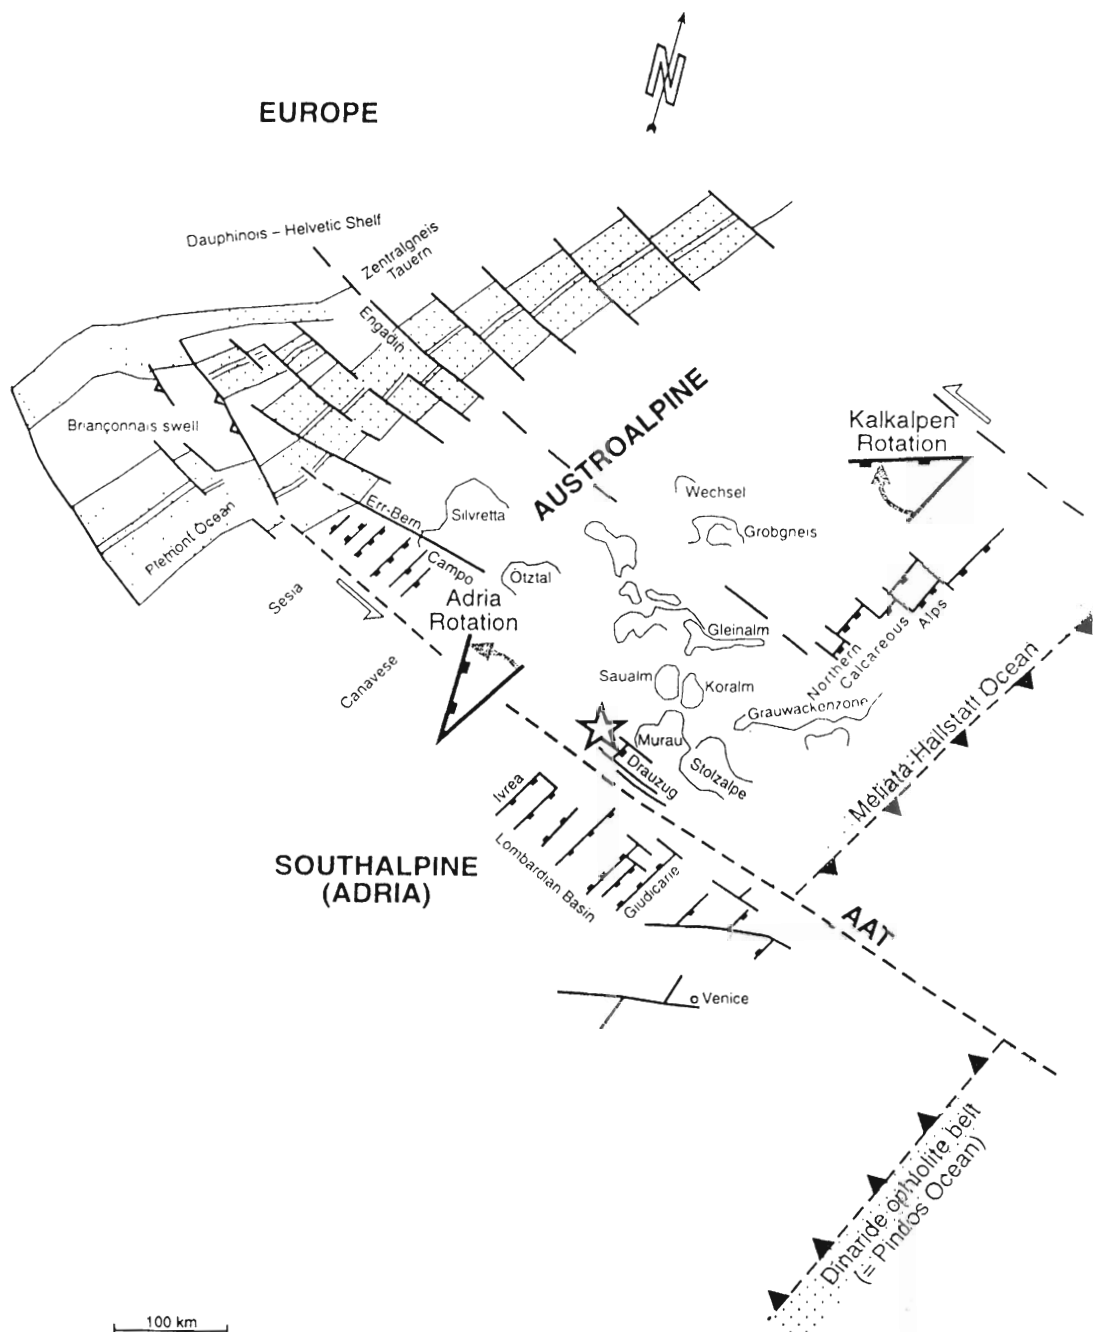 N
EUROPE
Dauphinois – Helvetic Shelf
Zentralgneis
Tauern
Engadin
Briançonnais swell
AUSTROALPINE
Kalkalpen
Rotation
Piemont Ocean
Err-Bern
Silvretta
Wechsel
Grobgneis
Campo
Ötztal
Sesia
Adria
Rotation
Gleinalm
Northern
Calcareous
Alps
Canavese
Saualm
Koralm
Grauwackenzone
Murau
Drauzug
Stolzalpe
Meliata-Hallstatt Ocean
Ivrea
Lombardian Basin
Giudicarie
SOUTHALPINE
(ADRIA)
AAT
Venice
Dinaride ophiolite belt
(= Pindos Ocean)
100 km